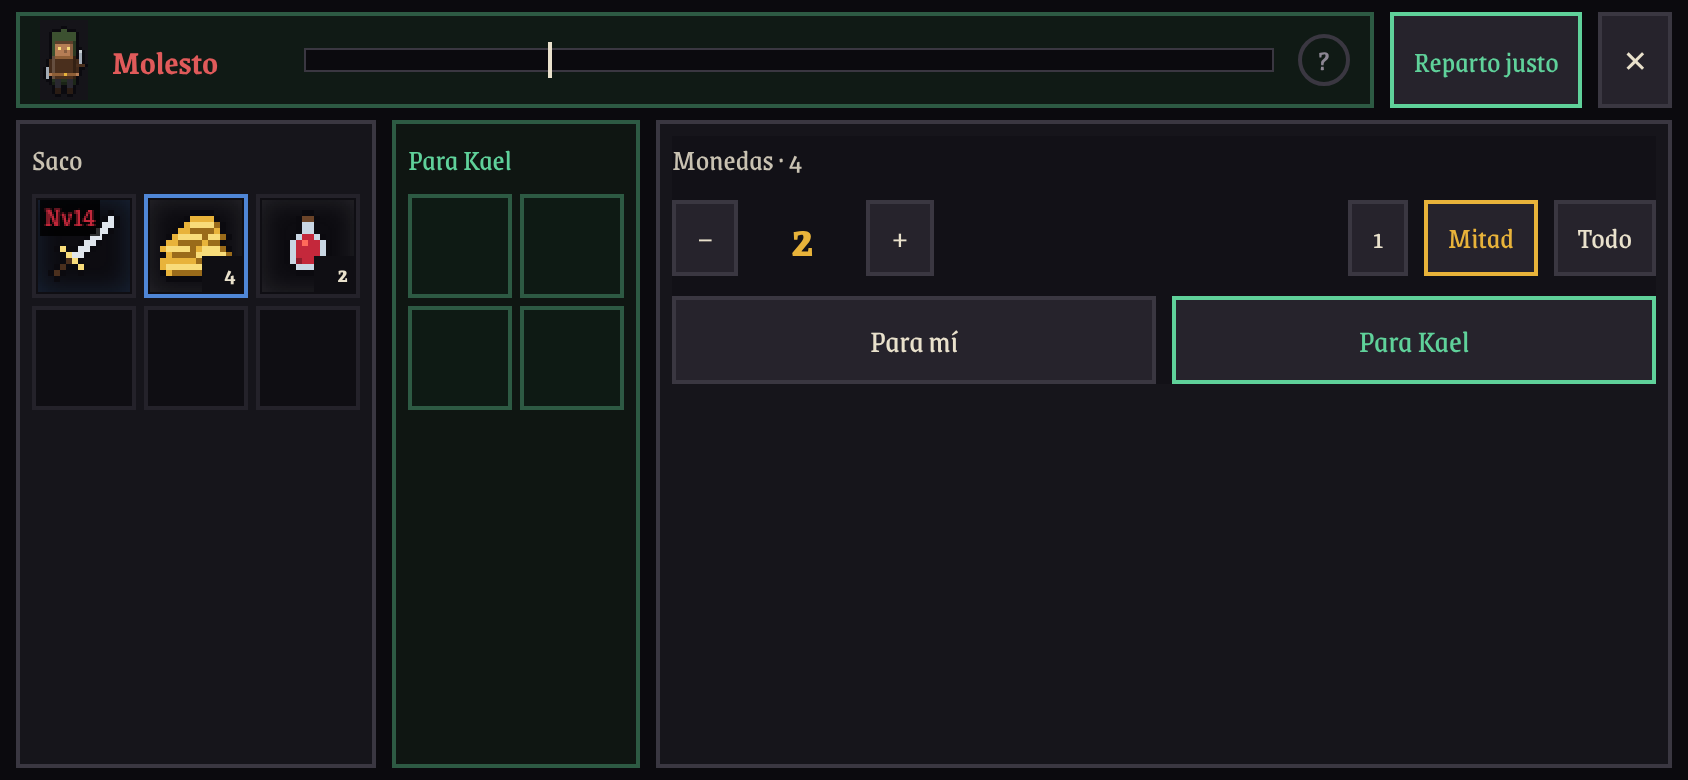 Molesto
?
Reparto justo
×
Saco
Nv14
4
2
Para Kael
Monedas · 4
−
2
+
1
Mitad
Todo
Para mí
Para Kael